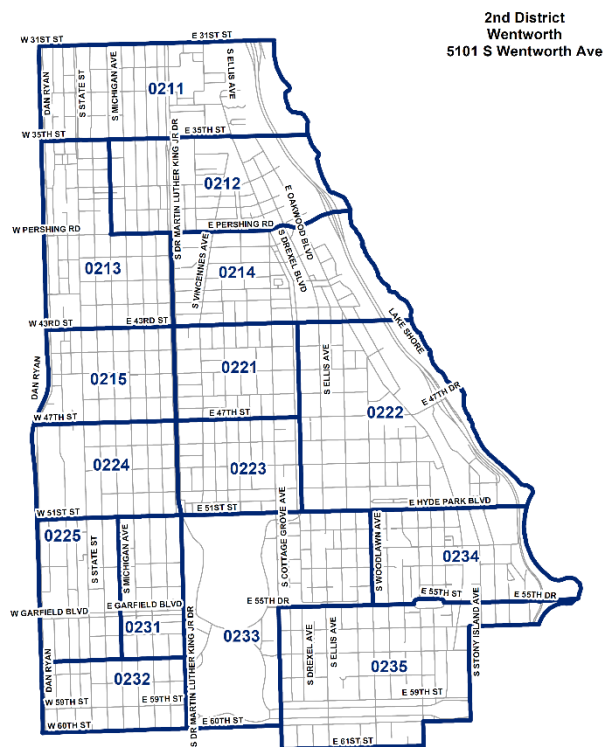 2nd District
Wentworth
5101 S Wentworth Ave
W 31ST ST
E 31ST ST
DAN RYAN
S STATE ST
S MICHIGAN AVE
S ELLIS AVE
0211
W 35TH ST
E 35TH ST
S DR MARTIN LUTHER KING JR DR
0212
E OAKWOOD BLVD
W PERSHING RD
E PERSHING RD
S VINCENNES AVE
S DREXEL BLVD
0213
0214
W 43RD ST
E 43RD ST
LAKE SHORE
DAN RYAN
0215
0221
S ELLIS AVE
E 47TH DR
0222
W 47TH ST
E 47TH ST
0224
0223
S COTTAGE GROVE AVE
W 51ST ST
E 51ST ST
E HYDE PARK BLVD
0225
S STATE ST
S MICHIGAN AVE
S WOODLAWN AVE
0234
W GARFIELD BLVD
E GARFIELD BLVD
E 55TH DR
E 55TH ST
E 55TH DR
0231
0233
S DREXEL AVE
S ELLIS AVE
S STONY ISLAND AVE
DAN RYAN
0232
S DR MARTIN LUTHER KING JR DR
0235
W 59TH ST
E 59TH ST
E 59TH ST
W 60TH ST
E 60TH ST
E 61ST ST